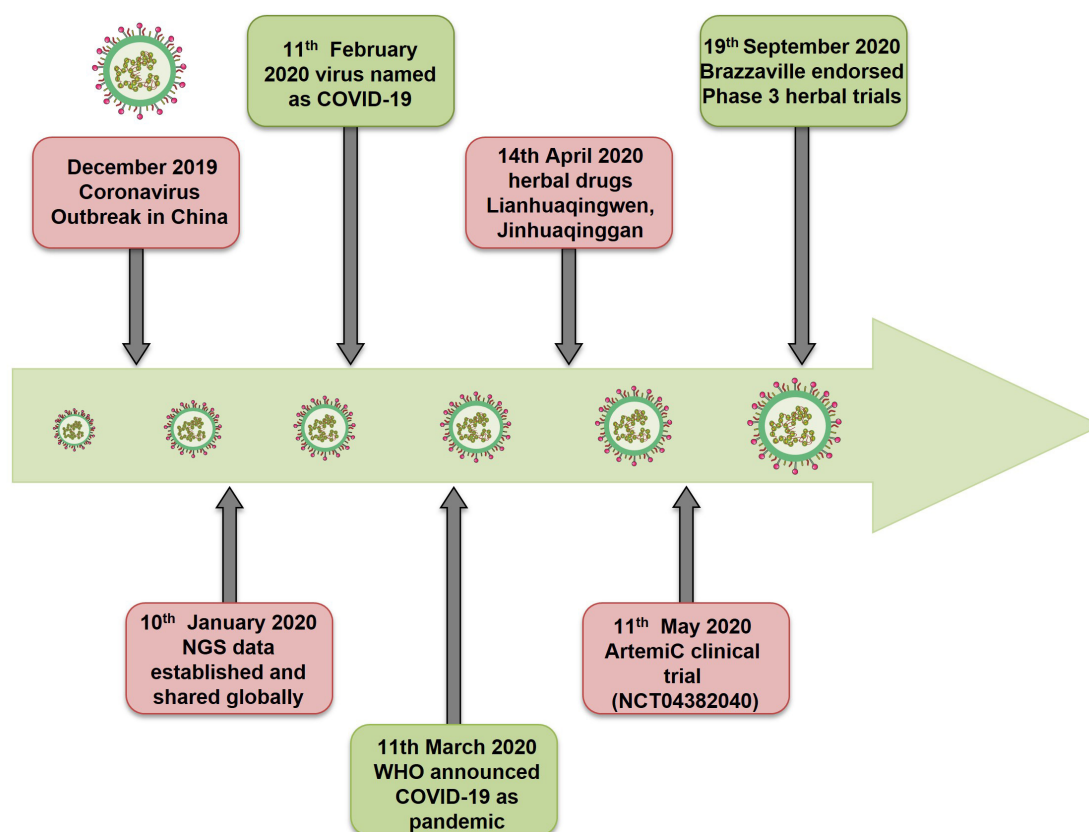 December 2019
Coronavirus
Outbreak in China
10th January 2020
NGS data
established and
shared globally
11th February
2020 virus named
as COVID-19
11th March 2020
WHO announced
COVID-19 as
pandemic
14th April 2020
herbal drugs
Lianhuaqingwen,
Jinhuaqinggan
11th May 2020
ArtemiC clinical
trial
(NCT04382040)
19th September 2020
Brazzaville endorsed
Phase 3 herbal trials